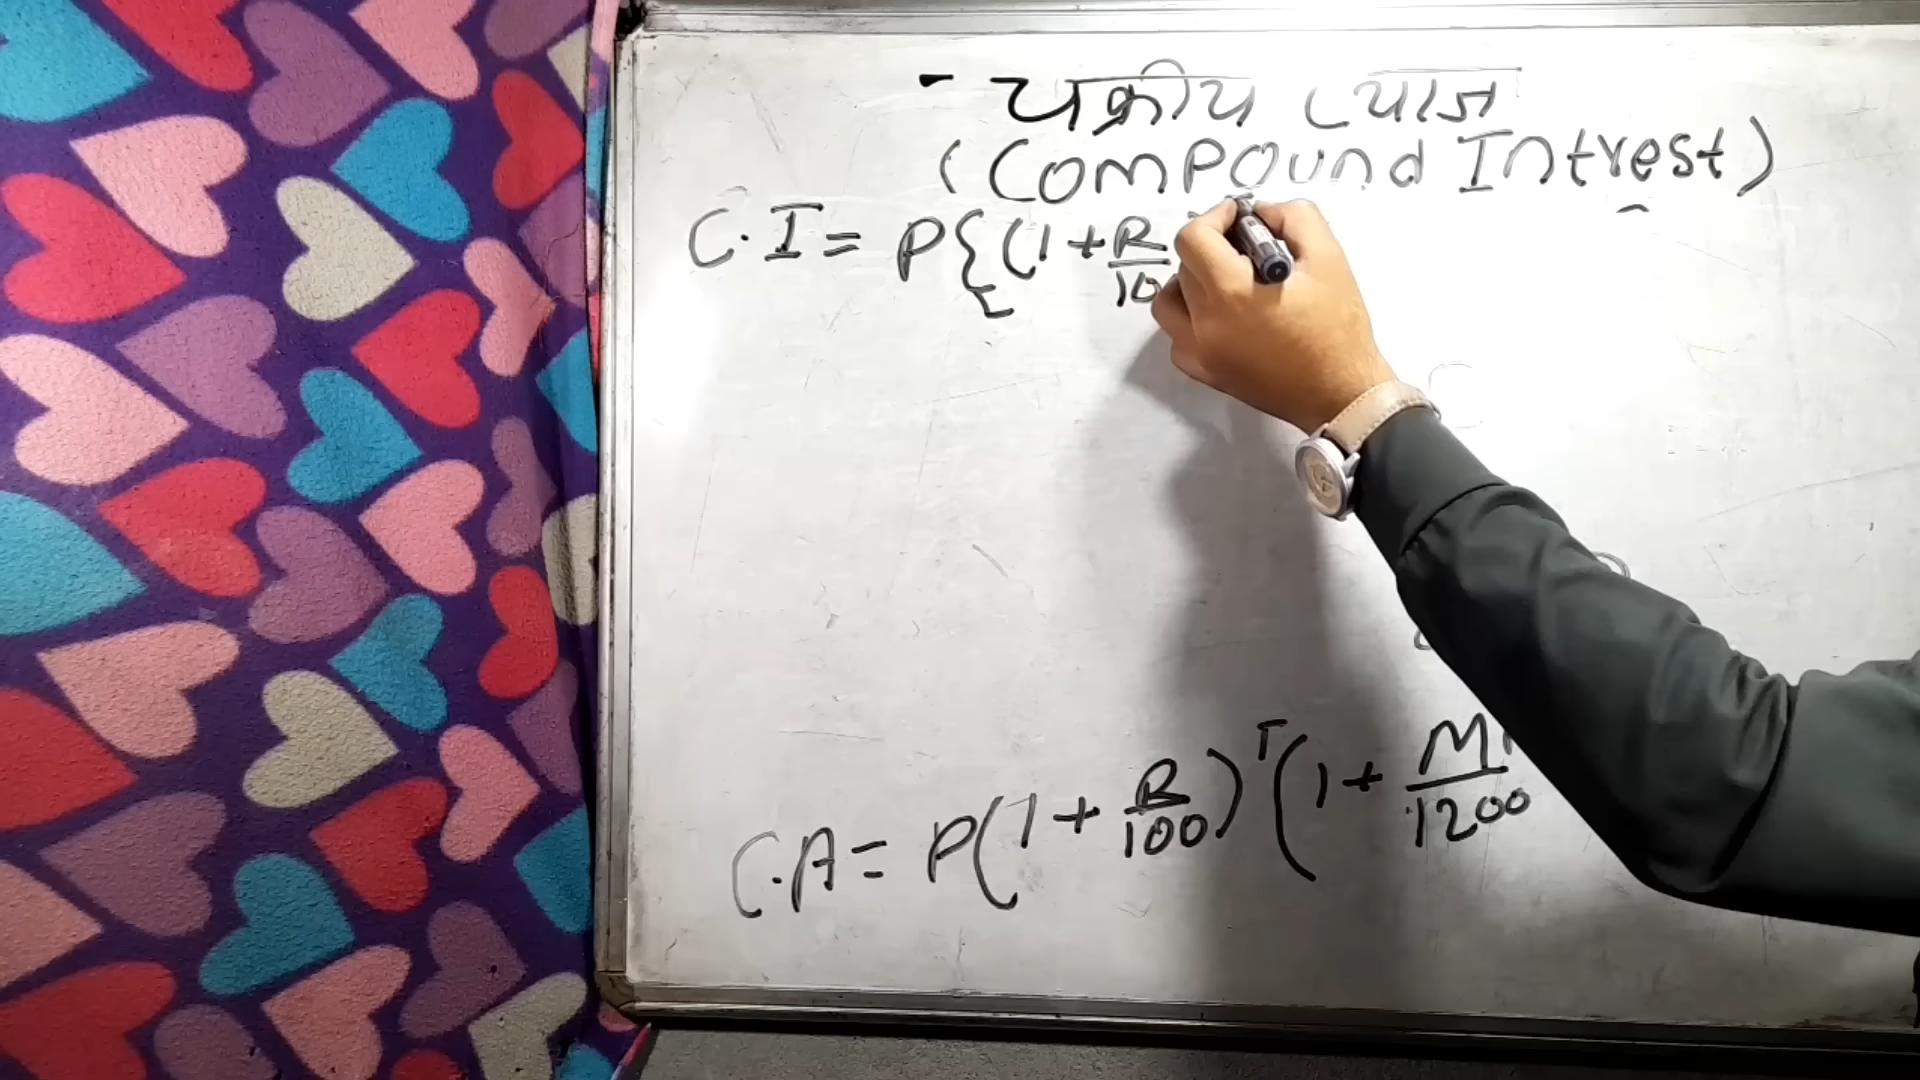 - चक्रीय ब्याज
(Compound Intrest)
C.I = P{(1+R/10
C.A = P(1+R/100)^T(1+M/1200